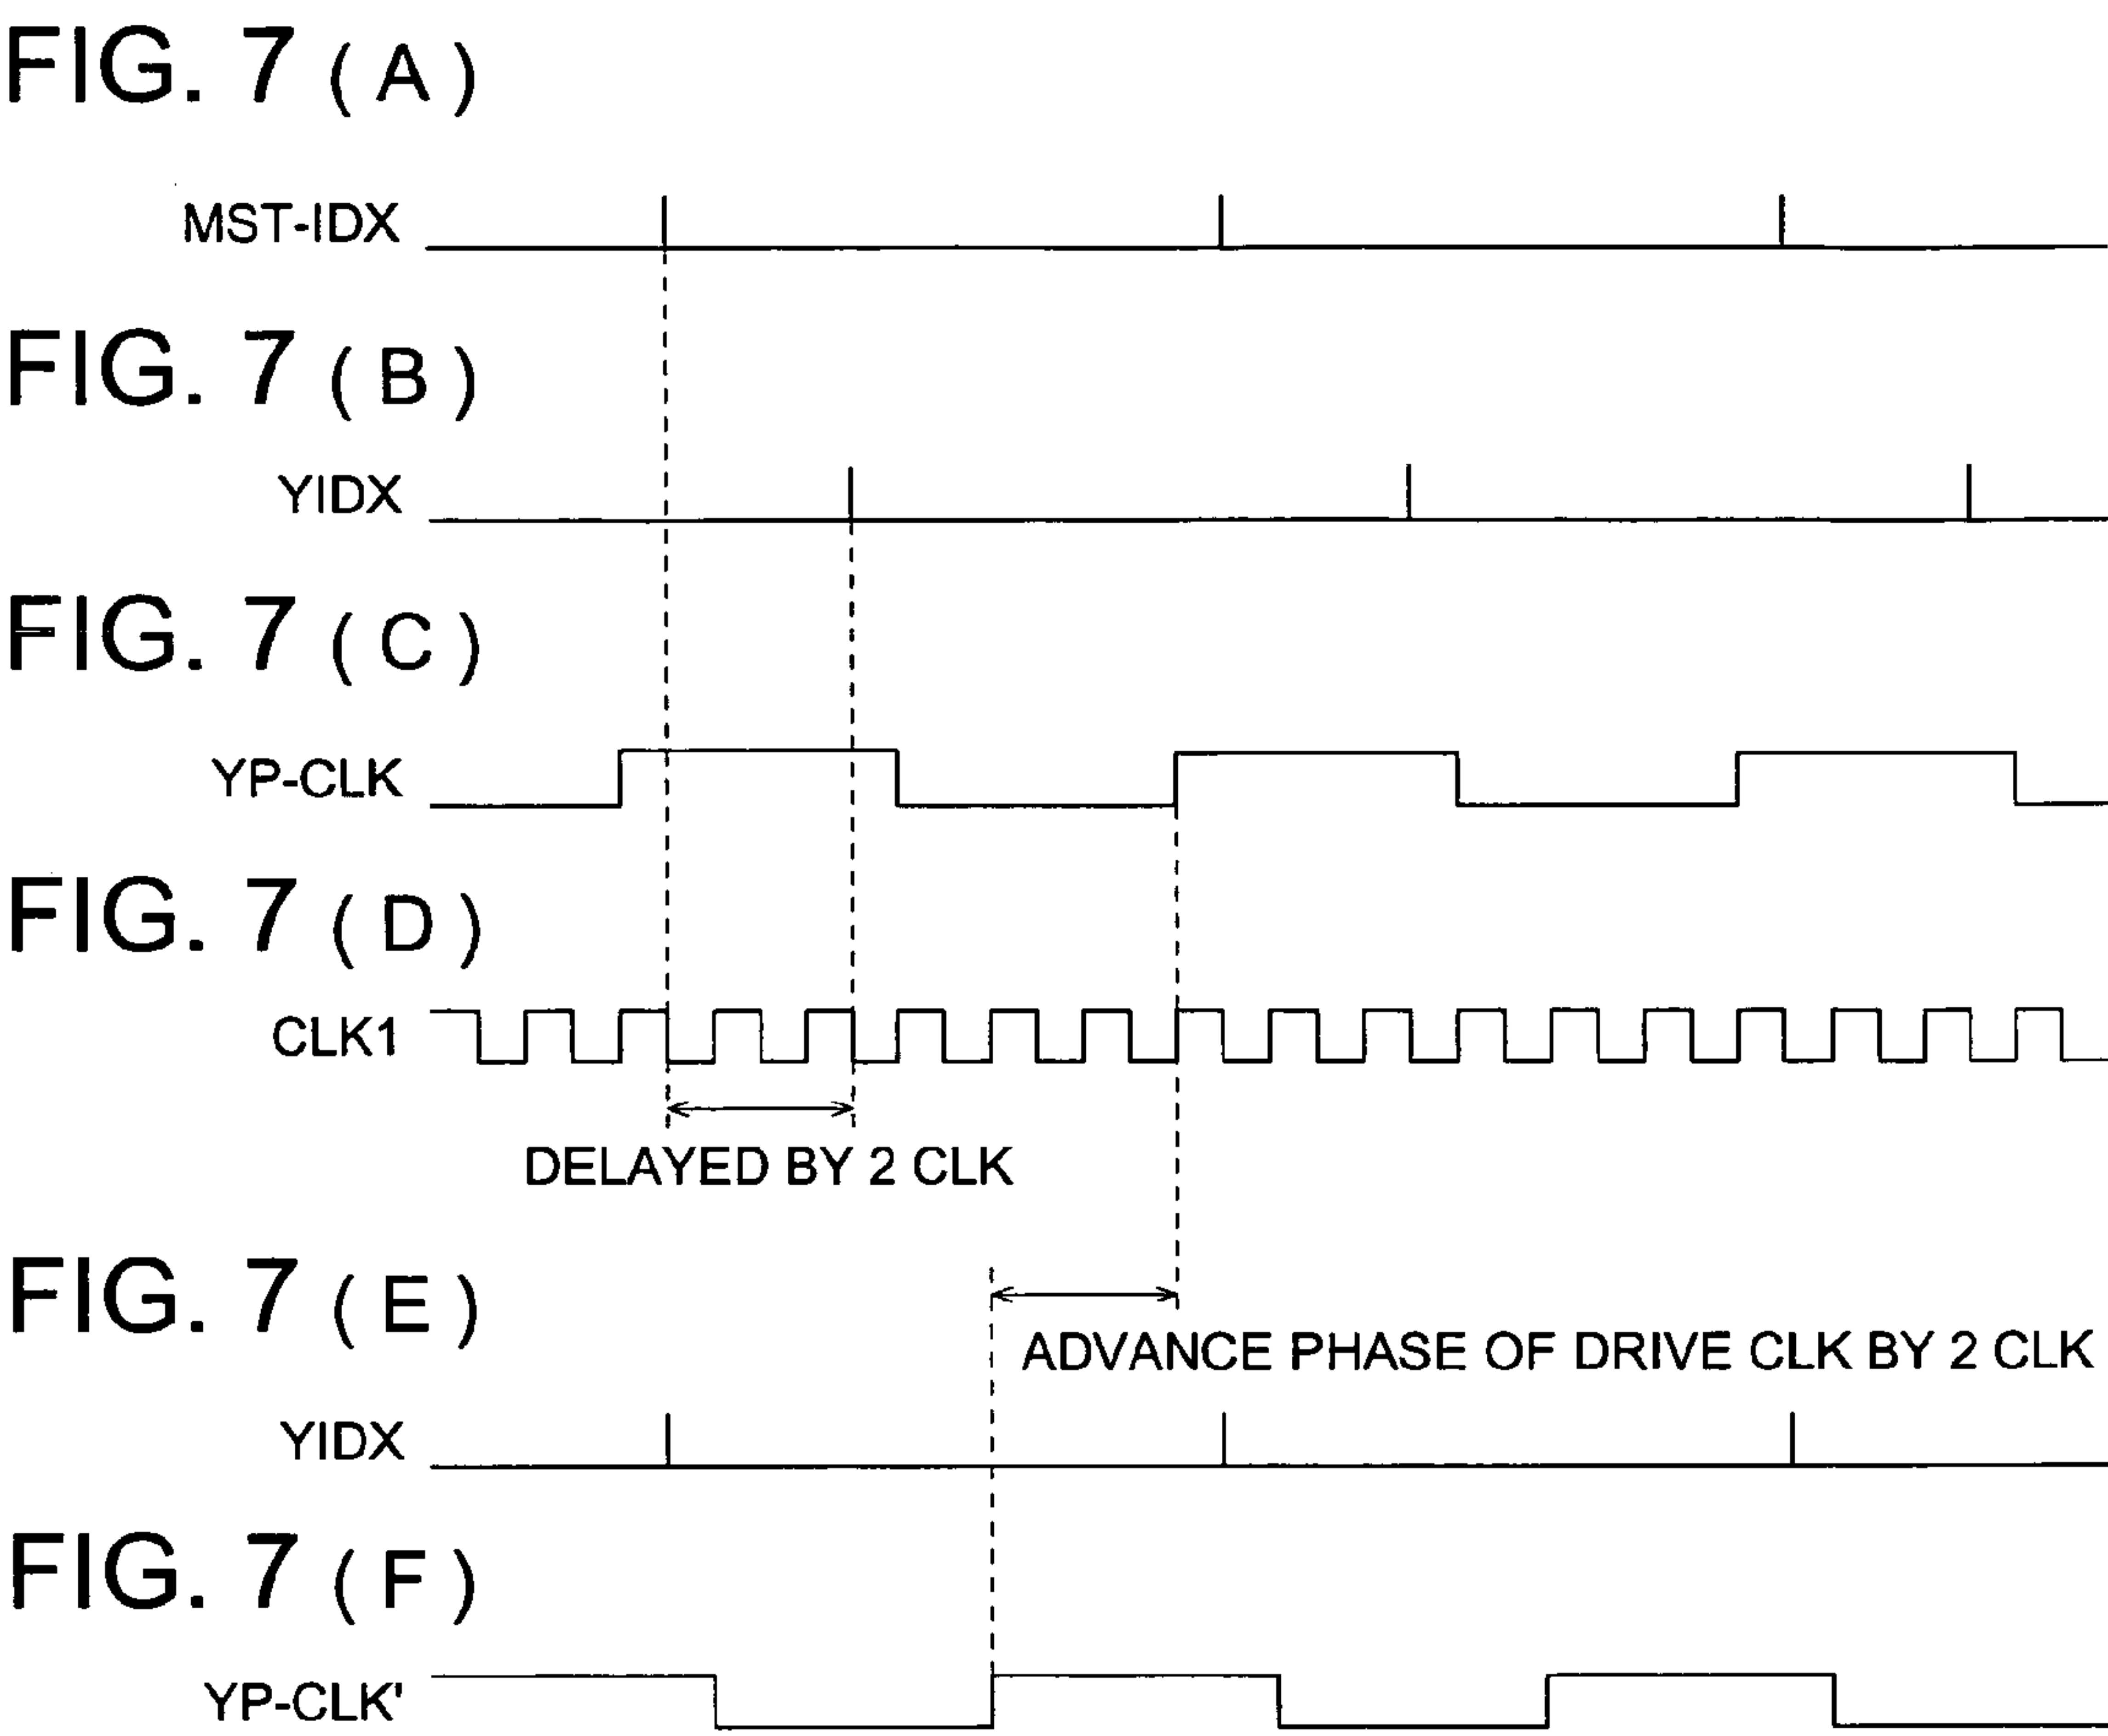 FIG. 7 ( A )
MST-IDX
FIG. 7 ( B )
YIDX
FIG. 7 ( C )
YP-CLK
FIG. 7 ( D )
CLK1
DELAYED BY 2 CLK
FIG. 7 ( E )
ADVANCE PHASE OF DRIVE CLK BY 2 CLK
YIDX
FIG. 7 ( F )
YP-CLK'